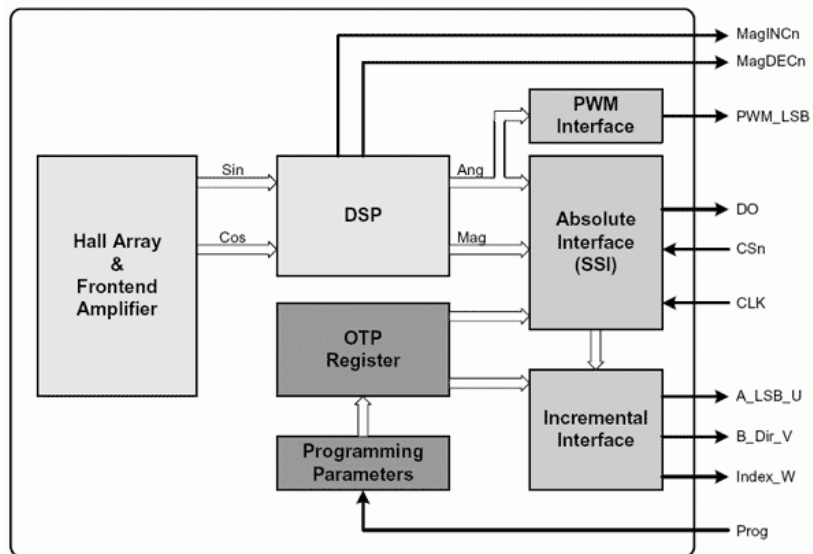 MagINCn
MagDECn
PWM
Interface
PWM_LSB
Hall Array
&
Frontend
Amplifier
Sin
Cos
DSP
Ang
Mag
Absolute
Interface
(SSI)
DO
CSn
CLK
OTP
Register
Incremental
Interface
A_LSB_U
B_Dir_V
Index_W
Programming
Parameters
Prog